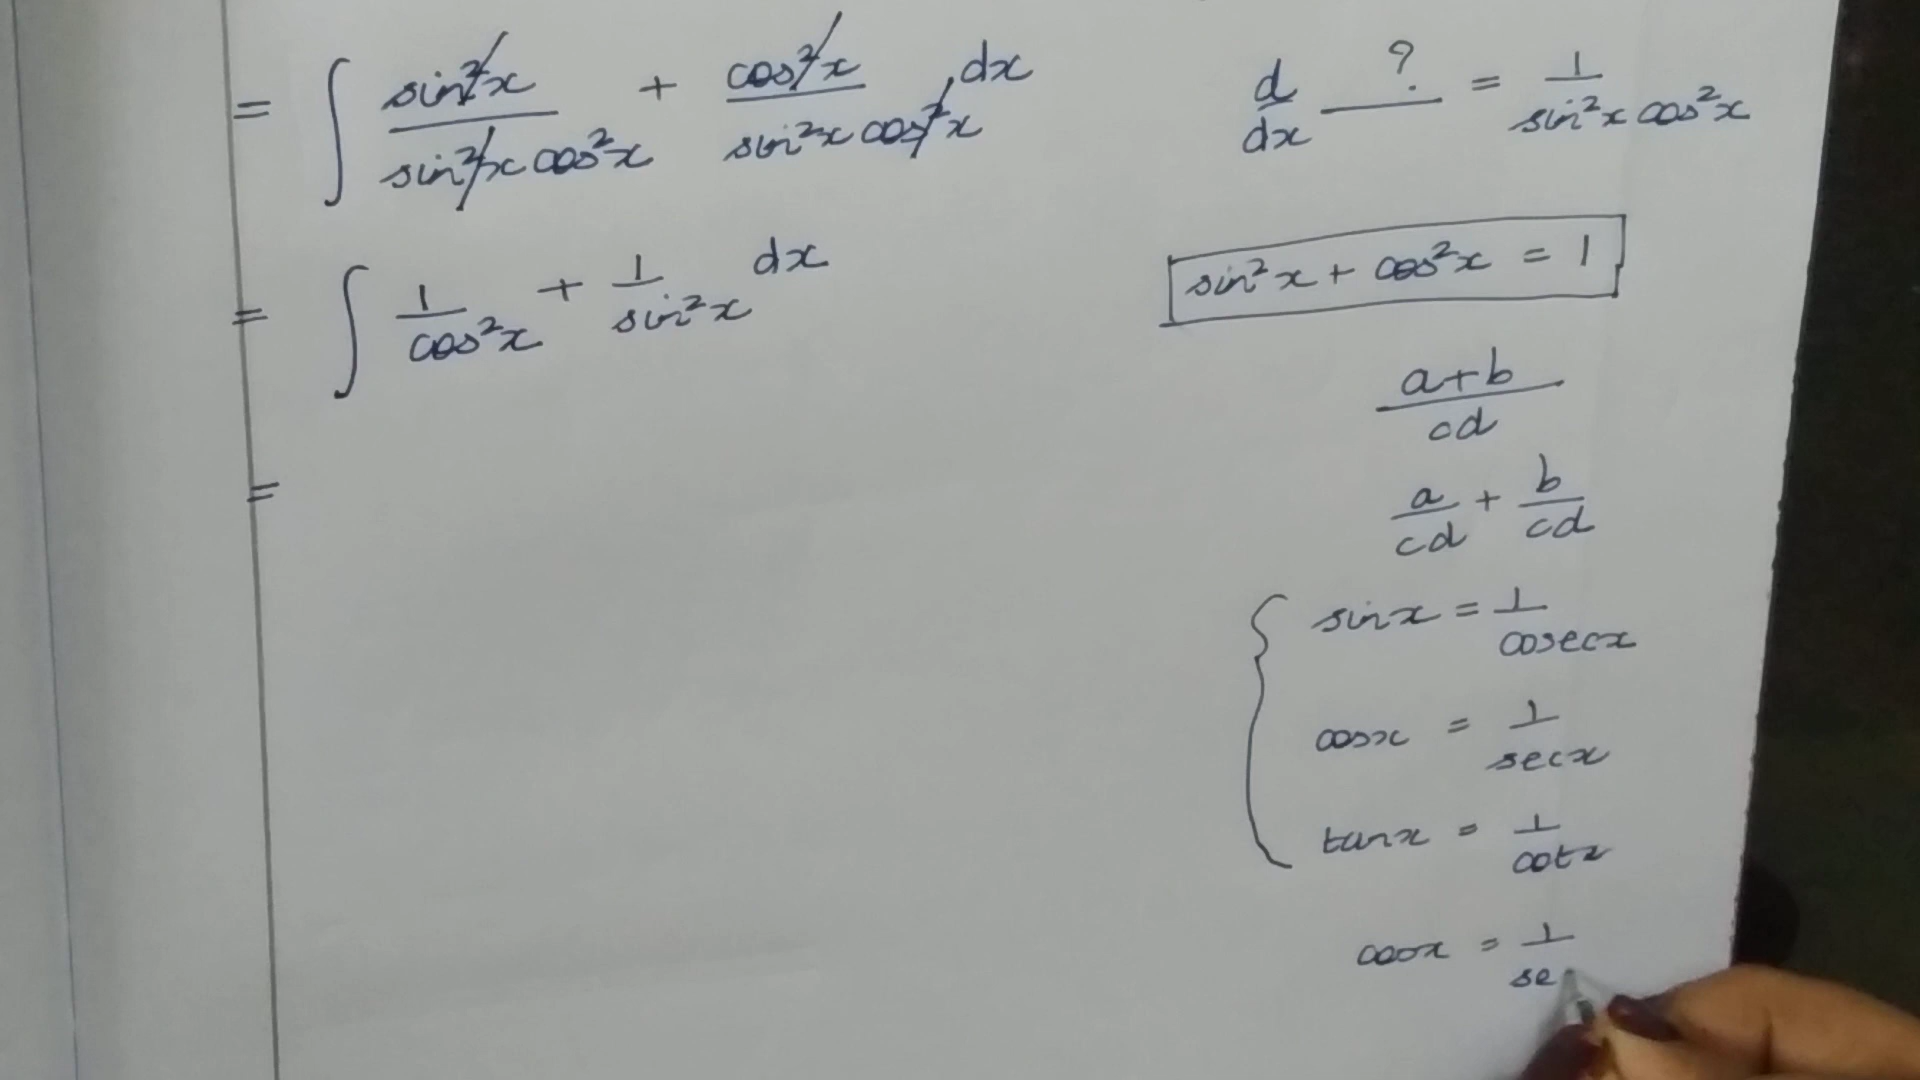 = ∫ sin²x / sin²x cos²x + cos²x / sin²x cos²x dx
= ∫ 1 / cos²x + 1 / sin²x dx
=
d/dx ? = 1 / sin²x cos²x
sin²x + cos²x = 1
a+b / cd
a/cd + b/cd
sinx = 1 / cosecx
cosx = 1 / secx
tanx = 1 / cotx
cosx = 1 / se